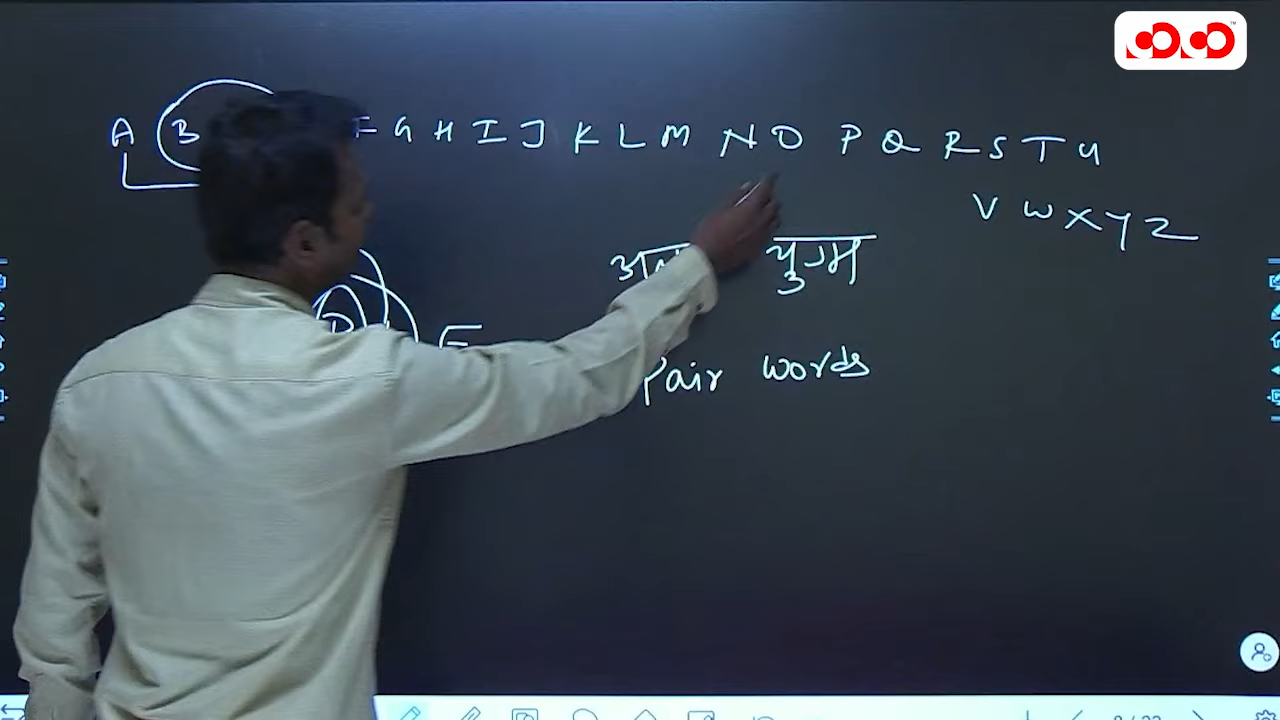 A B F G H I J K L M N O P Q R S T U
V W X Y Z
युग्म
E
Pair words